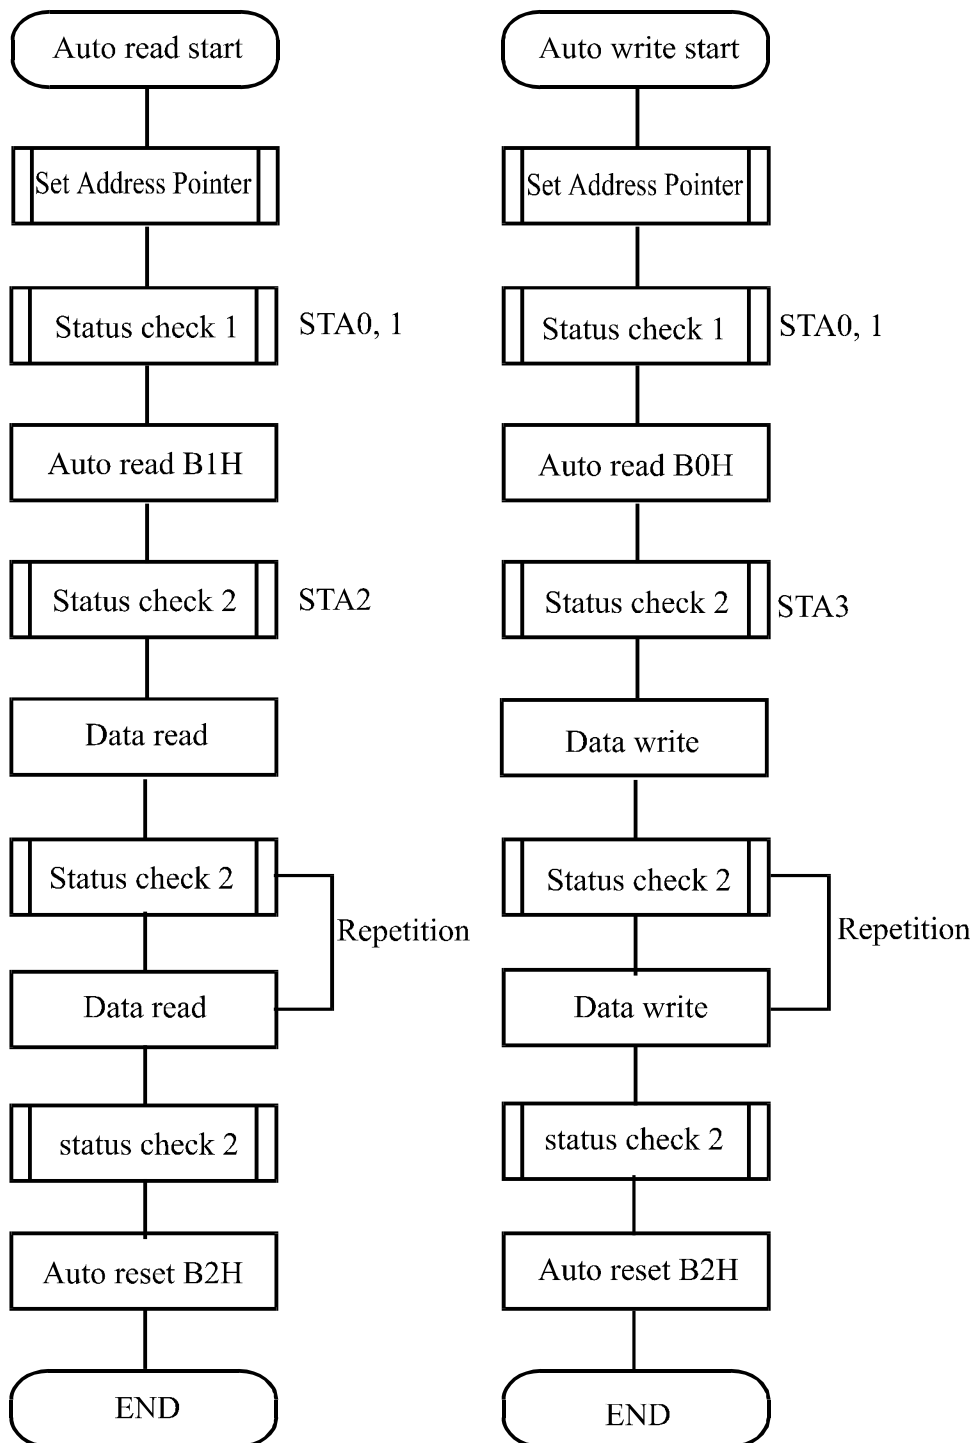 Auto read start
Set Address Pointer
Status check 1
STA0, 1
Auto read B1H
Status check 2
STA2
Data read
Status check 2
Repetition
Data read
status check 2
Auto reset B2H
END
Auto write start
Set Address Pointer
Status check 1
STA0, 1
Auto read B0H
Status check 2
STA3
Data write
Status check 2
Repetition
Data write
status check 2
Auto reset B2H
END